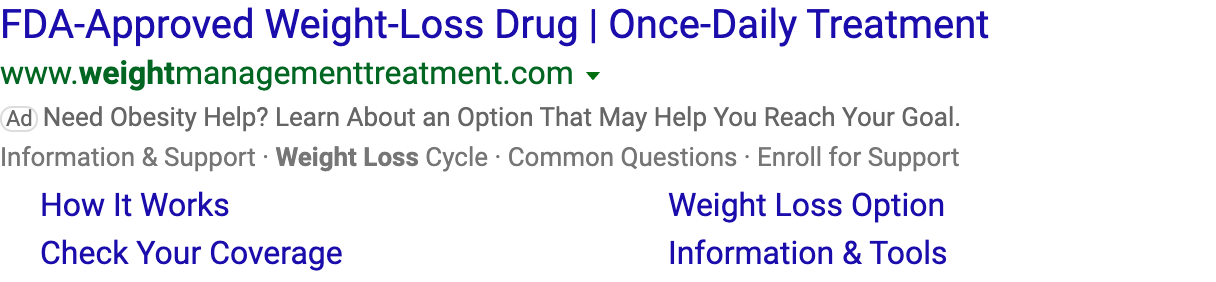 FDA-Approved Weight-Loss Drug | Once-Daily Treatment
www.weightmanagementtreatment.com
Ad Need Obesity Help? Learn About an Option That May Help You Reach Your Goal.
Information & Support · Weight Loss Cycle · Common Questions · Enroll for Support
How It Works Weight Loss Option
Check Your Coverage Information & Tools